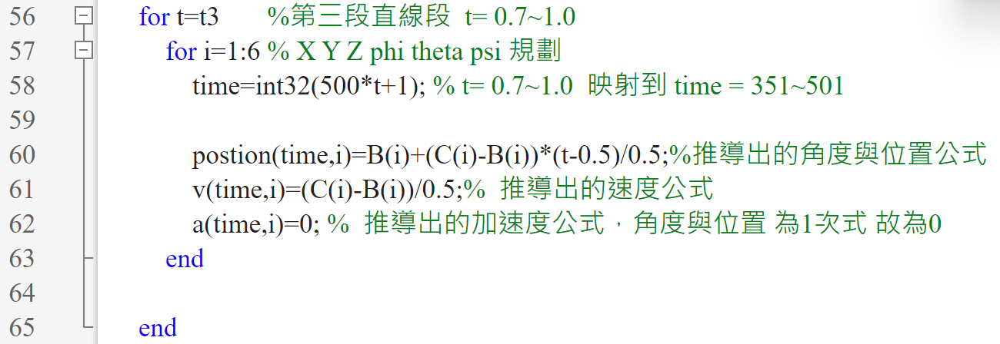 56 for t=t3 %第三段直線段 t= 0.7~1.0
57 for i=1:6 % X Y Z phi theta psi 規劃
58 time=int32(500*t+1); % t= 0.7~1.0 映射到 time = 351~501
59
60 postion(time,i)=B(i)+(C(i)-B(i))*(t-0.5)/0.5;%推導出的角度與位置公式
61 v(time,i)=(C(i)-B(i))/0.5;% 推導出的速度公式
62 a(time,i)=0; % 推導出的加速度公式，角度與位置 為1次式 故為0
63 end
64
65 end